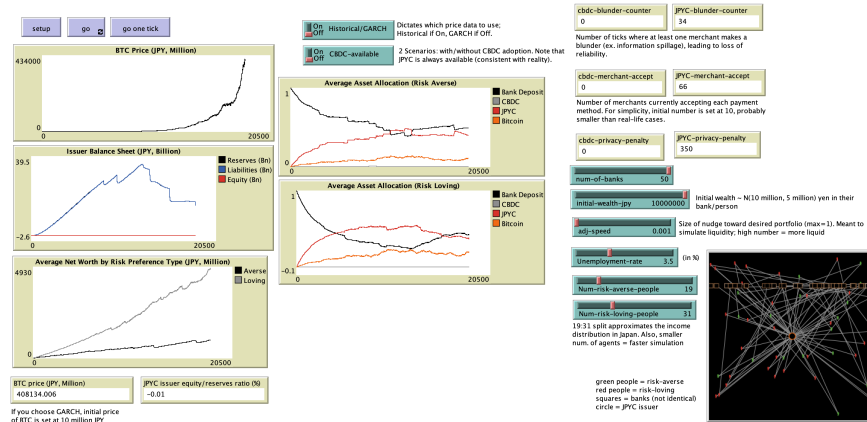 setup
go
go one tick
BTC Price (JPY, Million)
434000
0
0
20500
Issuer Balance Sheet (JPY, Billion)
39.5
-2.6
0
20500
Reserves (Bn)
Liabilities (Bn)
Equity (Bn)
Average Net Worth by Risk Preference Type (JPY, Million)
4930
0
0
20500
Averse
Loving
BTC price (JPY, Million)
408134.006
JPYC issuer equity/reserves ratio (%)
-0.01
If you choose GARCH, initial price
of BTC is set at 10 million JPY
On
Off
Historical/GARCH
Dictates which price data to use;
Historical if On, GARCH if Off.
On
Off
CBDC-available
2 Scenarios: with/without CBDC adoption. Note that
JPYC is always available (consistent with reality).
Average Asset Allocation (Risk Averse)
1
0
0
20500
Bank Deposit
CBDC
JPYC
Bitcoin
Average Asset Allocation (Risk Loving)
1
-0.1
0
20500
Bank Deposit
CBDC
JPYC
Bitcoin
cbdc-blunder-counter
0
JPYC-blunder-counter
34
Number of ticks where at least one merchant makes a
blunder (ex. information spillage), leading to loss of
reliability.
cbdc-merchant-accept
0
JPYC-merchant-accept
66
Number of merchants currently accepting each payment
method. For simplicity, initial number is set at 10, probably
smaller than real-life cases.
cbdc-privacy-penalty
0
JPYC-privacy-penalty
350
num-of-banks
50
initial-wealth-jpy
10000000
Initial wealth ~ N(10 million, 5 million) yen in their
bank/person
adj-speed
0.001
Size of nudge toward desired portfolio (max=1). Meant to
simulate liquidity; high number = more liquid
Unemployment-rate
3.5
(in %)
Num-risk-averse-people
19
Num-risk-loving-people
31
19:31 split approximates the income
distribution in Japan. Also, smaller
num. of agents = faster simulation
green people = risk-averse
red people = risk-loving
squares = banks (not identical)
circle = JPYC issuer